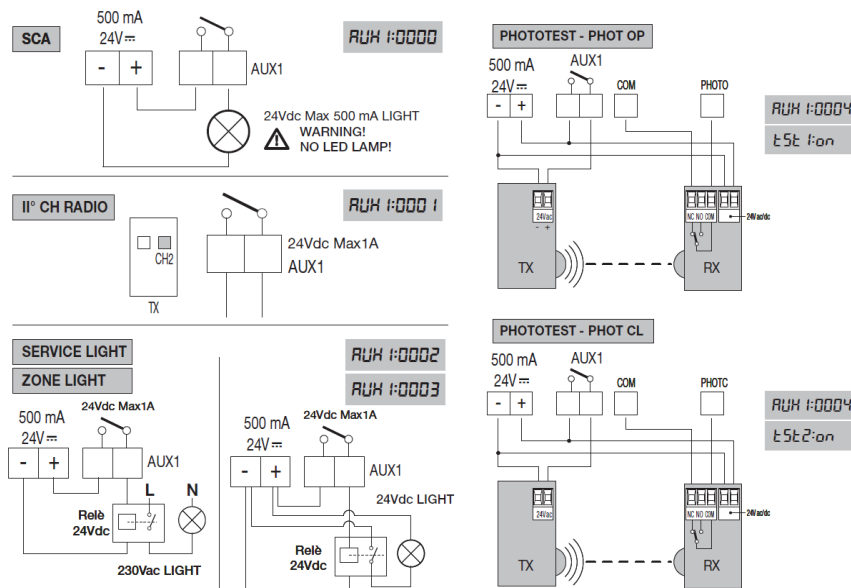 SCA
500 mA
24V
- +
AUX1
AUX 1:0000
24Vdc Max 500 mA LIGHT
WARNING!
NO LED LAMP!
II° CH RADIO
CH2
TX
24Vdc Max1A
AUX1
AUX 1:0001
SERVICE LIGHT
ZONE LIGHT
AUX 1:0002
AUX 1:0003
24Vdc Max1A
500 mA
24V
- +
AUX1
L N
Relè
24Vdc
230Vac LIGHT
24Vdc Max1A
500 mA
24V
- +
AUX1
24Vdc LIGHT
Relè
24Vdc
PHOTOTEST - PHOT OP
500 mA
24V
- +
AUX1
COM
PHOTO
AUX 1:0004
tSt 1:on
24Vac
- +
TX
NC NO COM
24Vac/dc
RX
PHOTOTEST - PHOT CL
500 mA
24V
- +
AUX1
COM
PHOTC
AUX 1:0004
tSt2:on
24Vac
TX
NC NO COM
24Vac/dc
RX